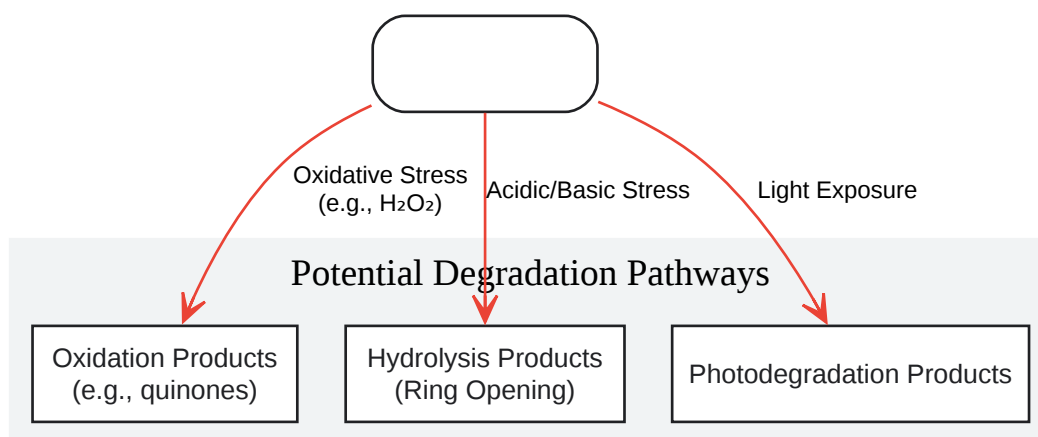 Oxidative Stress
(e.g., H₂O₂)
Acidic/Basic Stress
Light Exposure
Potential Degradation Pathways
Oxidation Products
(e.g., quinones)
Hydrolysis Products
(Ring Opening)
Photodegradation Products